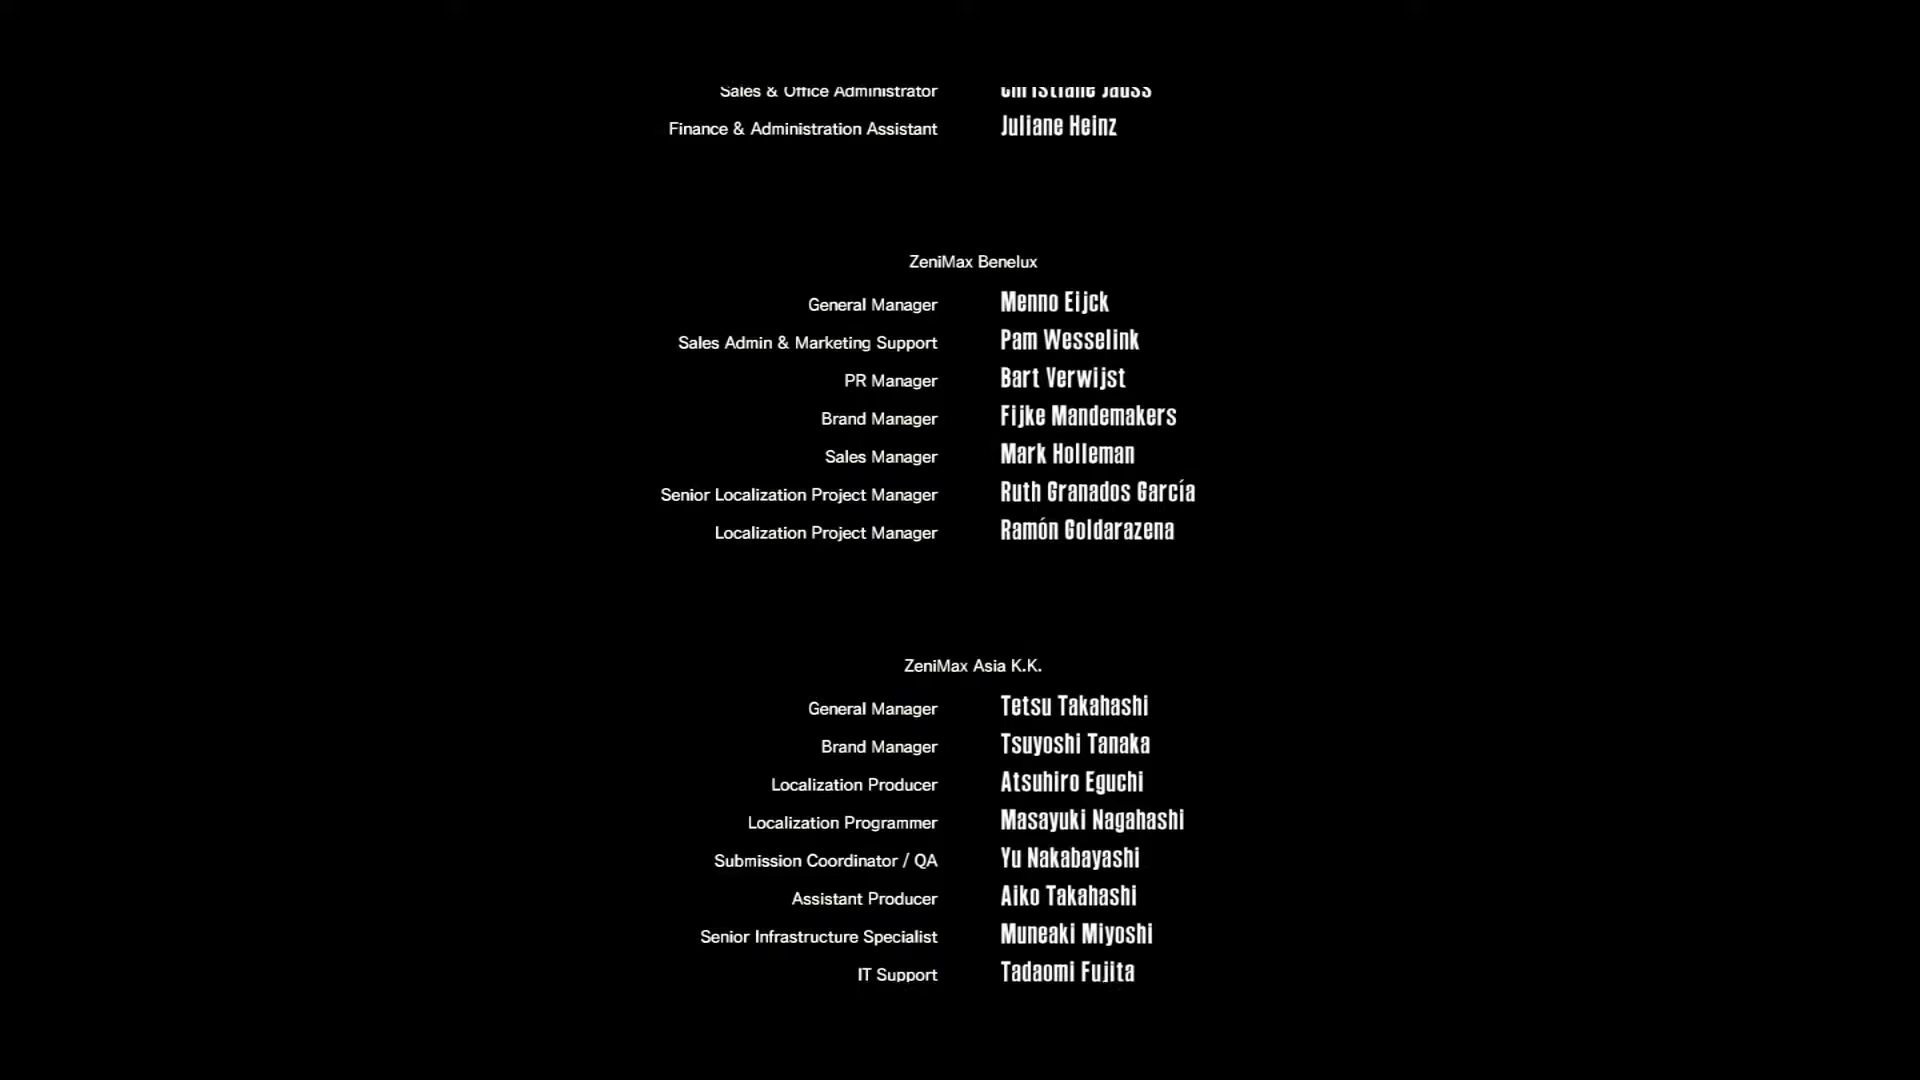 Sales & Office Administrator Christiane Jauss
Finance & Administration Assistant Juliane Heinz
ZeniMax Benelux
General Manager Menno Eijck
Sales Admin & Marketing Support Pam Wesselink
PR Manager Bart Verwijst
Brand Manager Fijke Mandemakers
Sales Manager Mark Holleman
Senior Localization Project Manager Ruth Granados García
Localization Project Manager Ramón Goldarazena
ZeniMax Asia K.K.
General Manager Tetsu Takahashi
Brand Manager Tsuyoshi Tanaka
Localization Producer Atsuhiro Eguchi
Localization Programmer Masayuki Nagahashi
Submission Coordinator / QA Yu Nakabayashi
Assistant Producer Aiko Takahashi
Senior Infrastructure Specialist Muneaki Miyoshi
IT Support Tadaomi Fujita